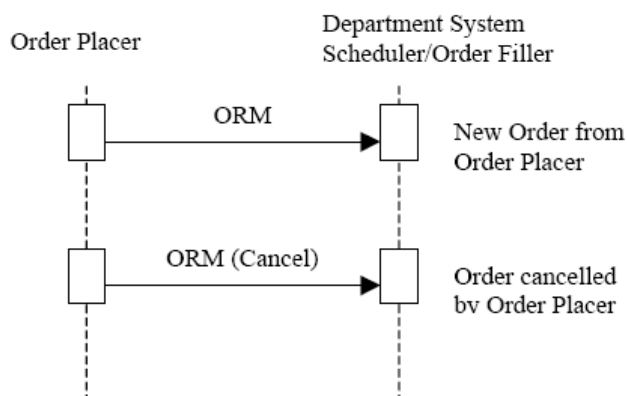 Order Placer
Department System
Scheduler/Order Filler
ORM
New Order from
Order Placer
ORM (Cancel)
Order cancelled
by Order Placer